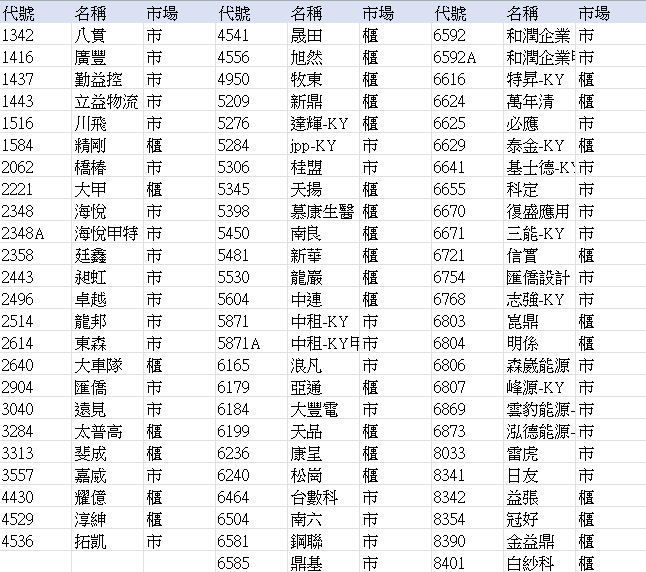 代號 名稱 市場 代號 名稱 市場 代號 名稱 市場
1342 八貫 市 4541 晟田 櫃 6592 和潤企業 市
1416 廣豐 市 4556 旭然 櫃 6592A 和潤企業甲 市
1437 勤益控 市 4950 牧東 櫃 6616 特昇-KY 櫃
1443 立益物流 市 5209 新鼎 櫃 6624 萬年清 櫃
1516 川飛 市 5276 達輝-KY 櫃 6625 必應 市
1584 精剛 櫃 5284 jpp-KY 市 6629 泰金-KY 櫃
2062 橋椿 市 5306 桂盟 市 6641 基士德-KY 市
2221 大甲 櫃 5345 天揚 櫃 6655 科定 市
2348 海悅 市 5398 慕康生醫 櫃 6670 復盛應用 市
2348A 海悅甲特 市 5450 南良 櫃 6671 三能-KY 市
2358 廷鑫 市 5481 新華 櫃 6721 信實 櫃
2443 昶虹 市 5530 龍巖 櫃 6754 匯僑設計 市
2496 卓越 市 5604 中連 櫃 6768 志強-KY 市
2514 龍邦 市 5871 中租-KY 市 6803 崑鼎 櫃
2614 東森 市 5871A 中租-KY甲 市 6804 明係 櫃
2640 大車隊 櫃 6165 浪凡 市 6806 森崴能源 市
2904 匯僑 市 6179 亞通 櫃 6807 峰源-KY 市
3040 遠見 市 6184 大豐電 市 6869 雲豹能源- 市
3284 太普高 櫃 6199 天品 櫃 6873 泓德能源- 市
3313 斐成 櫃 6236 康呈 櫃 8033 雷虎 市
3557 嘉威 市 6240 松崗 櫃 8341 日友 市
4430 耀億 櫃 6464 台數科 市 8342 益張 櫃
4529 淳紳 櫃 6504 南六 市 8354 冠好 櫃
4536 拓凱 市 6581 鋼聯 市 8390 金益鼎 櫃
6585 鼎基 市 8401 白紗科 櫃